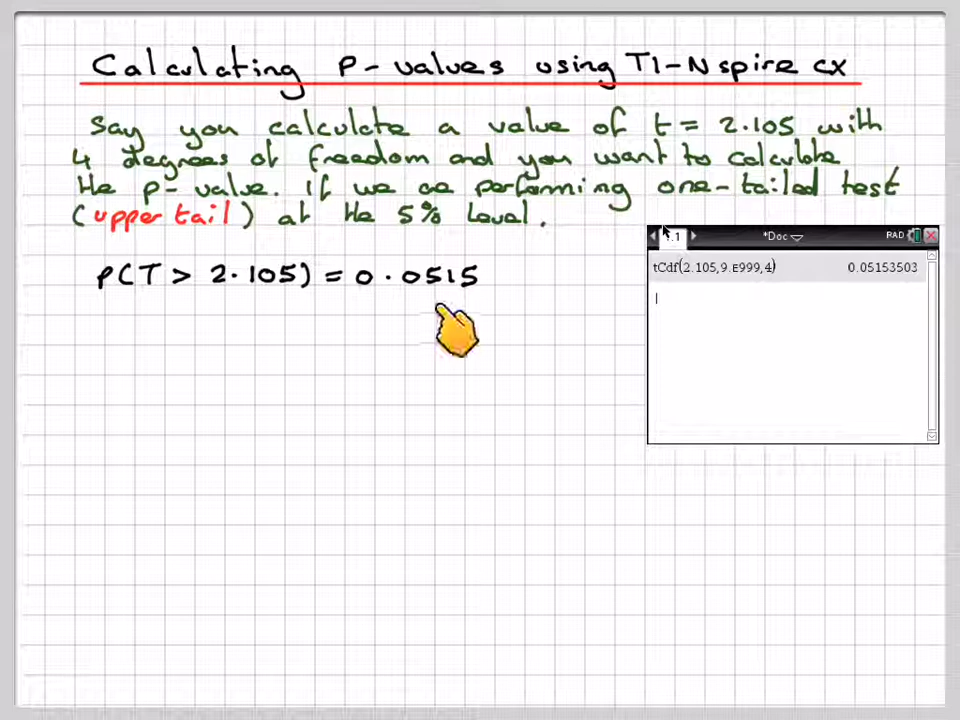 Calculating P-values using TI-Nspire cx
Say you calculate a value of t = 2.105 with
4 degrees of freedom and you want to calculate
the p-value. If we are performing one-tailed test
(upper tail) at the 5% level.
P(T > 2.105) = 0.0515
1.1 *Doc RAD
tCdf(2.105,9.E999,4) 0.05153503